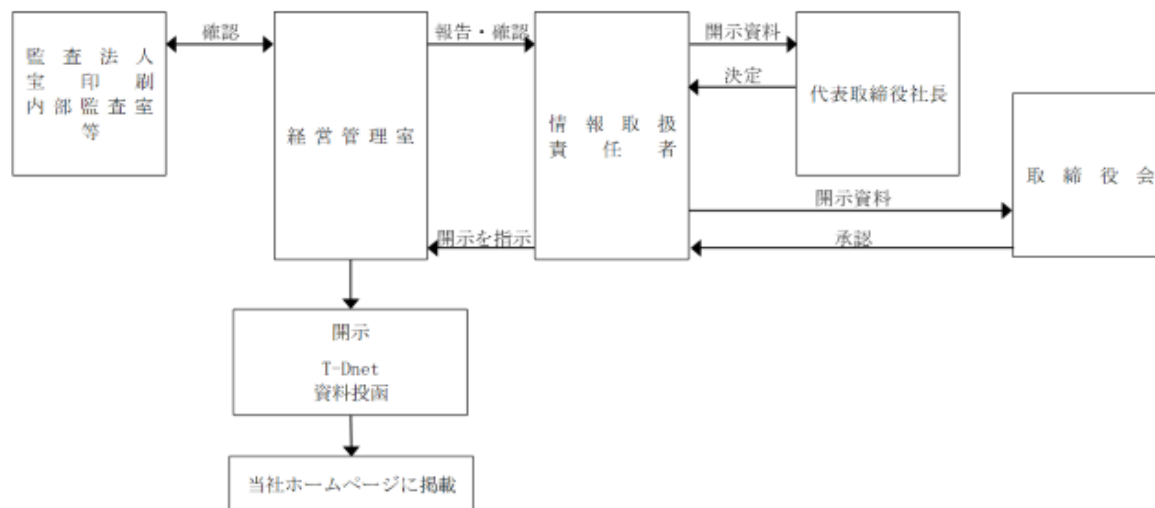 監査法人
宝印刷
内部監査室
等
確認
経営管理室
報告・確認
情報取扱
責任者
開示資料
決定
代表取締役社長
取締役会
開示資料
承認
開示を指示
開示
T-Dnet
資料投函
当社ホームページに掲載